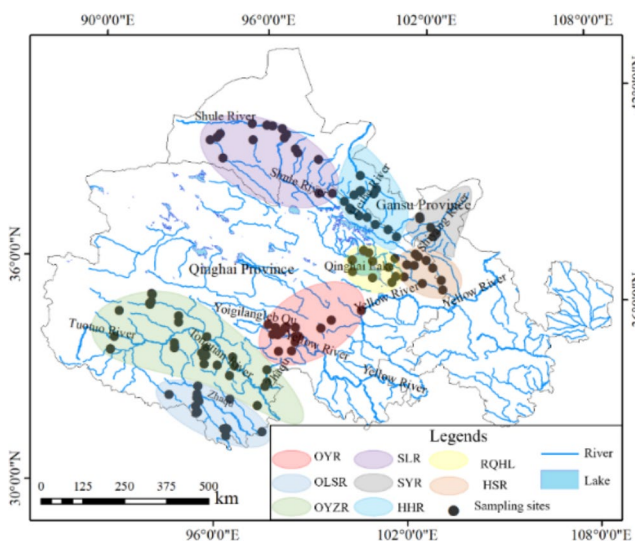 90°0'0"E 96°0'0"E 102°0'0"E 108°0'0"E
Shule River
Shule River
Gansu Province
36°0'0"N
Qinghai Lake
Qinghai Province
Yellow River
Yellow River
Yoigilangleb Qu
Tuotuo River
Yellow River
Zhaqu
30°0'0"N
Legends
OYR SLR RQHL River
OLSR SYR HSR Lake
OYZR HHR Sampling sites
0 125 250 375 500
km
96°0'0"E 102°0'0"E 108°0'0"E